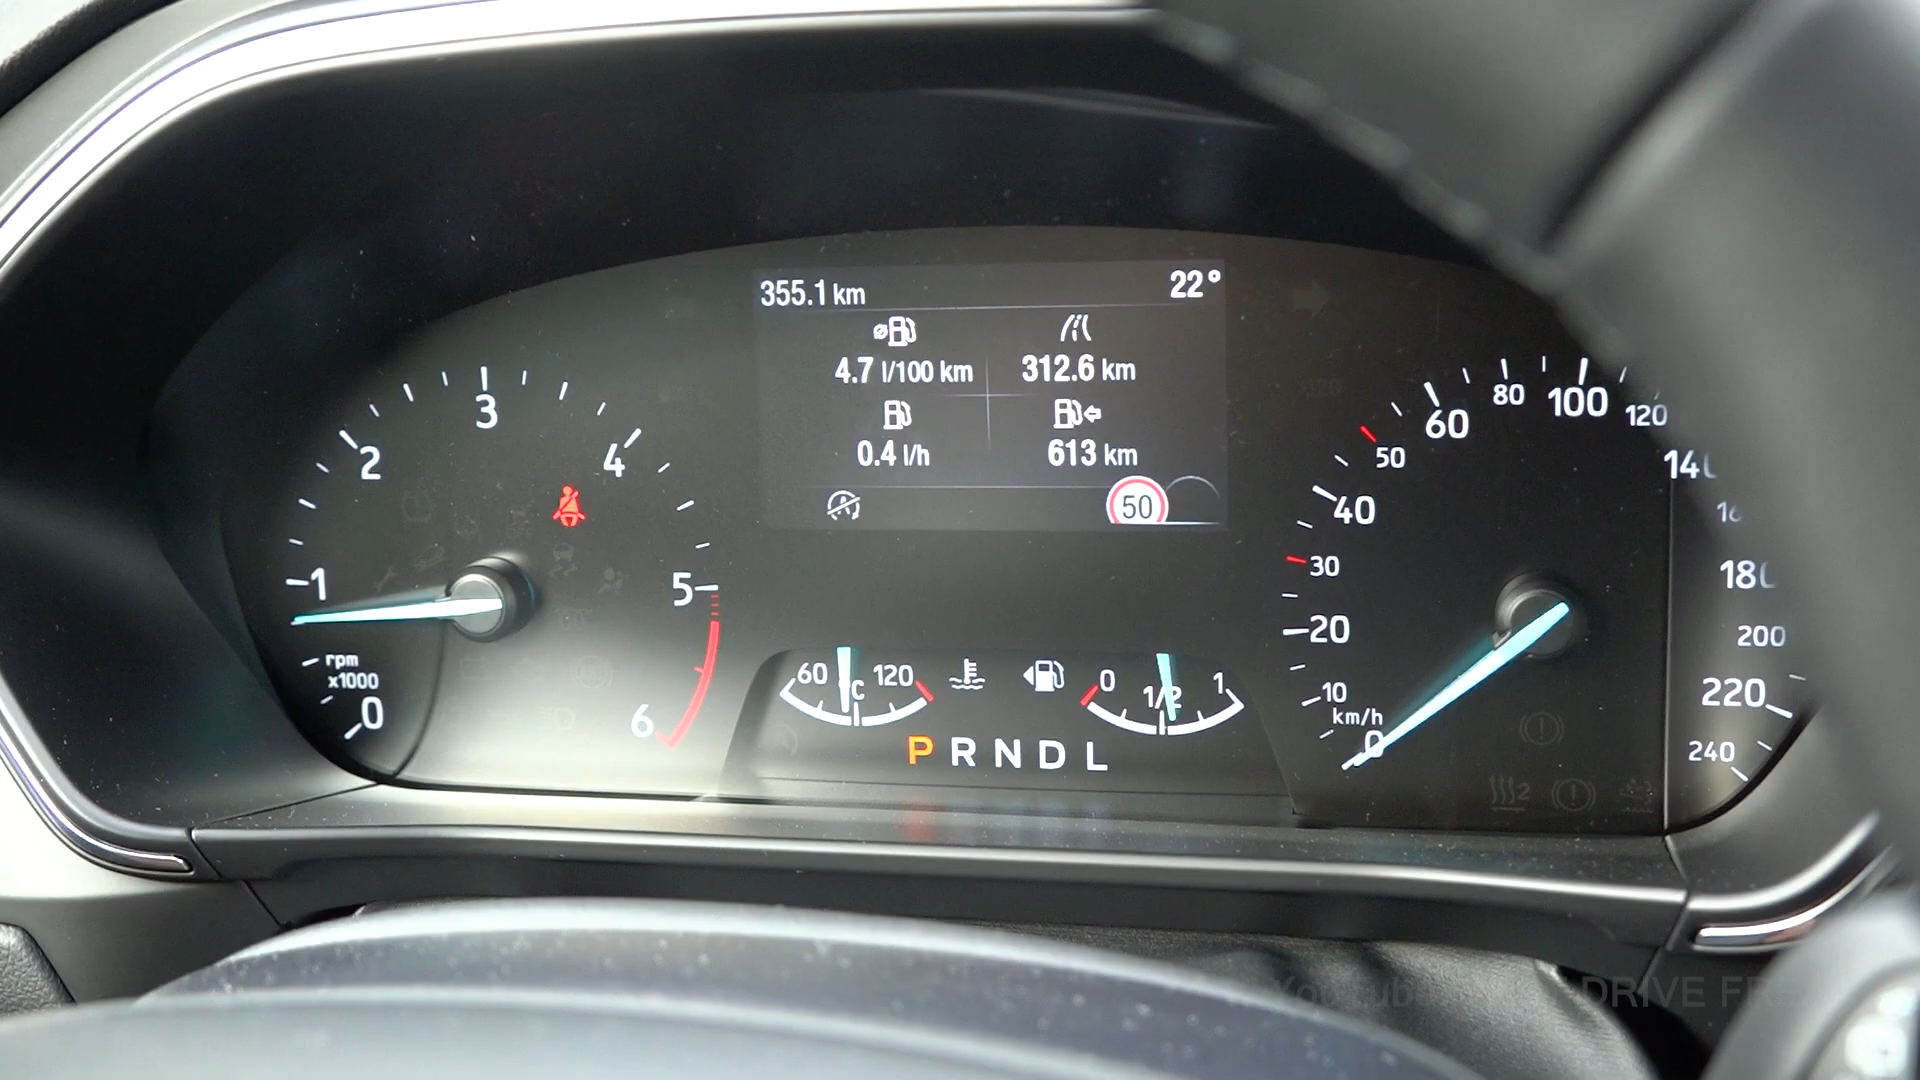 355.1 km
22°
4.7 l/100 km
312.6 km
0.4 l/h
613 km
50
0
1
2
3
4
5
6
rpm
x1000
60
°C
120
0
1/2
1
P R N D L
0
10
20
30
40
50
60
80
100
120
180
200
220
240
km/h
DRIVE